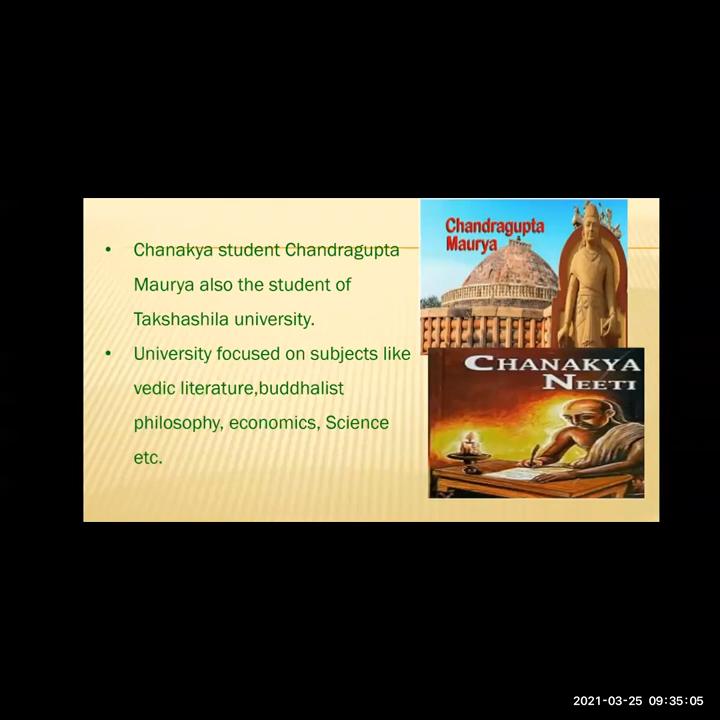 • Chanakya student Chandragupta
Maurya also the student of
Takshashila university.
• University focused on subjects like
vedic literature,buddhalist
philosophy, economics, Science
etc.
Chandragupta
Maurya
CHANAKYA
NEETI
2021-03-25 09:35:05